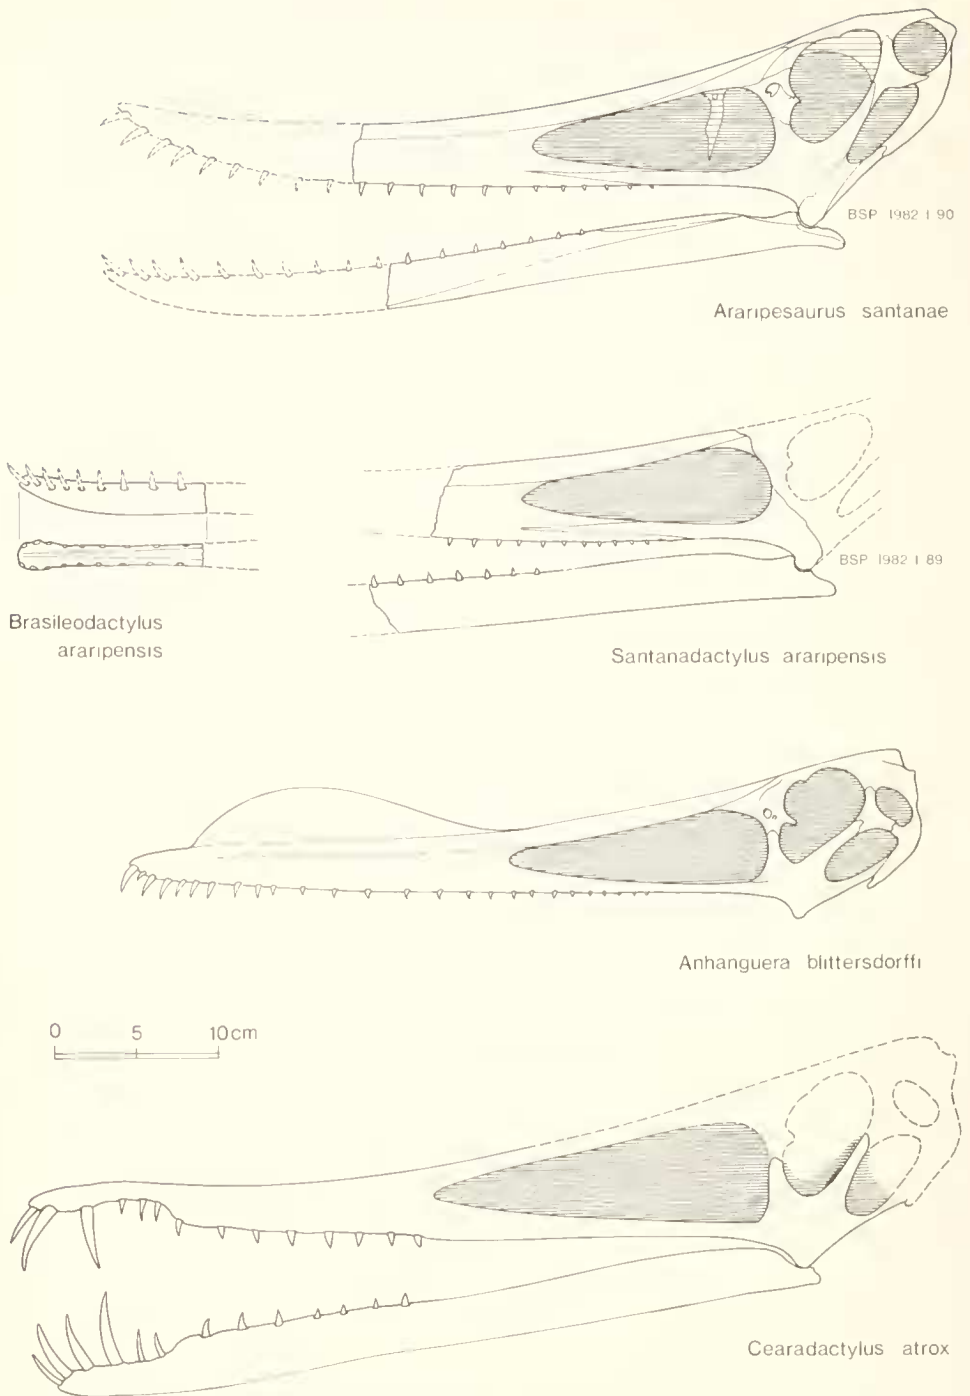 BSP 1982 I 90
Araripesaurus santanae
Brasileodactylus
araripensis
BSP 1982 I 89
Santanadactylus araripensis
Anhanguera blittersdorffi
0 5 10cm
Cearadactylus atrox